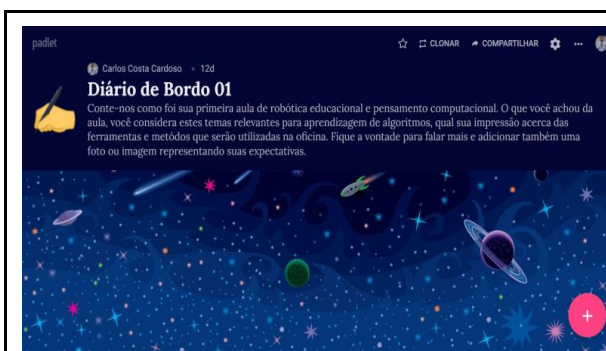 padlet
CLONAR COMPARTILHAR
Carlos Costa Cardoso • 12d
Diário de Bordo 01
Conte-nos como foi sua primeira aula de robótica educacional e pensamento computacional. O que você achou da
aula, você considera estes temas relevantes para aprendizagem de algoritmos, qual sua impressão acerca das
ferramentas e metódos que serão utilizadas na oficina. Fique a vontade para falar mais e adicionar também uma
foto ou imagem representando suas expectativas.